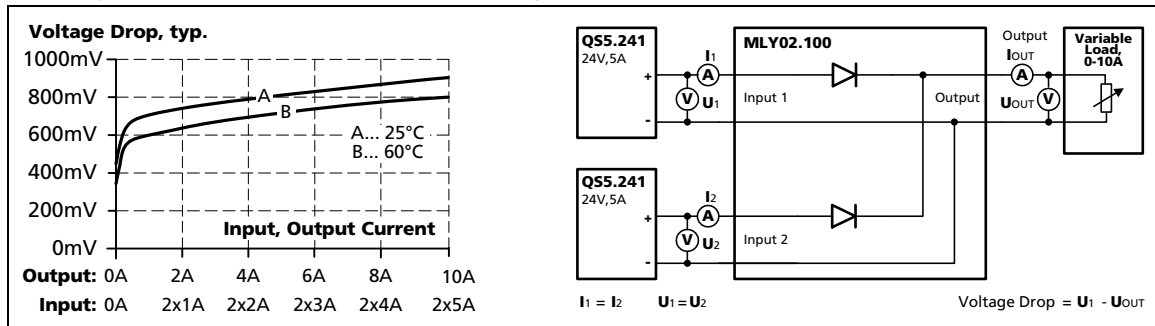 Voltage Drop, typ.
1000mV
800mV
600mV
400mV
200mV
0mV
A
B
A... 25°C
B... 60°C
Input, Output Current
Output: 0A 2A 4A 6A 8A 10A
Input: 0A 2x1A 2x2A 2x3A 2x4A 2x5A
QS5.241
24V,5A
+
-
I1
A
V U1
MLY02.100
Input 1
Output
Output
IOUT
A
UOUT V
Variable
Load,
0-10A
QS5.241
24V,5A
+
-
I2
A
V U2
Input 2
I1 = I2 U1=U2
Voltage Drop = U1 - UOUT